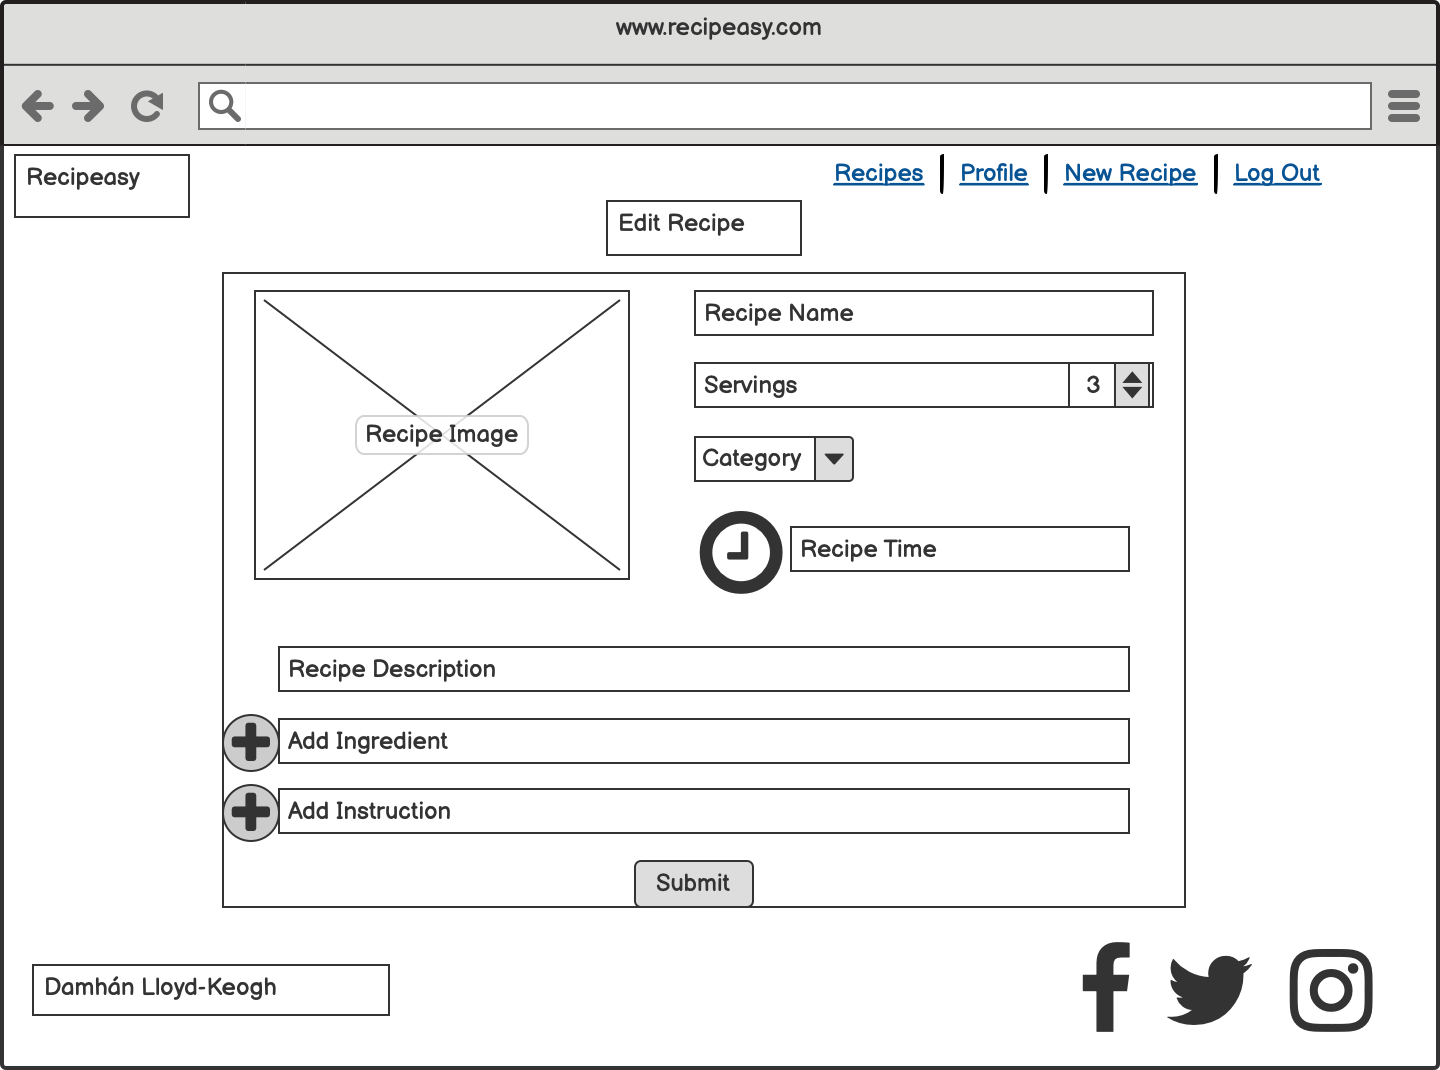 www.recipeasy.com
Recipeasy
Recipes
Profile
New Recipe
Log Out
Edit Recipe
Recipe Image
Recipe Name
Servings 3
Category
Recipe Time
Recipe Description
Add Ingredient
Add Instruction
Submit
Damhán Lloyd-Keogh